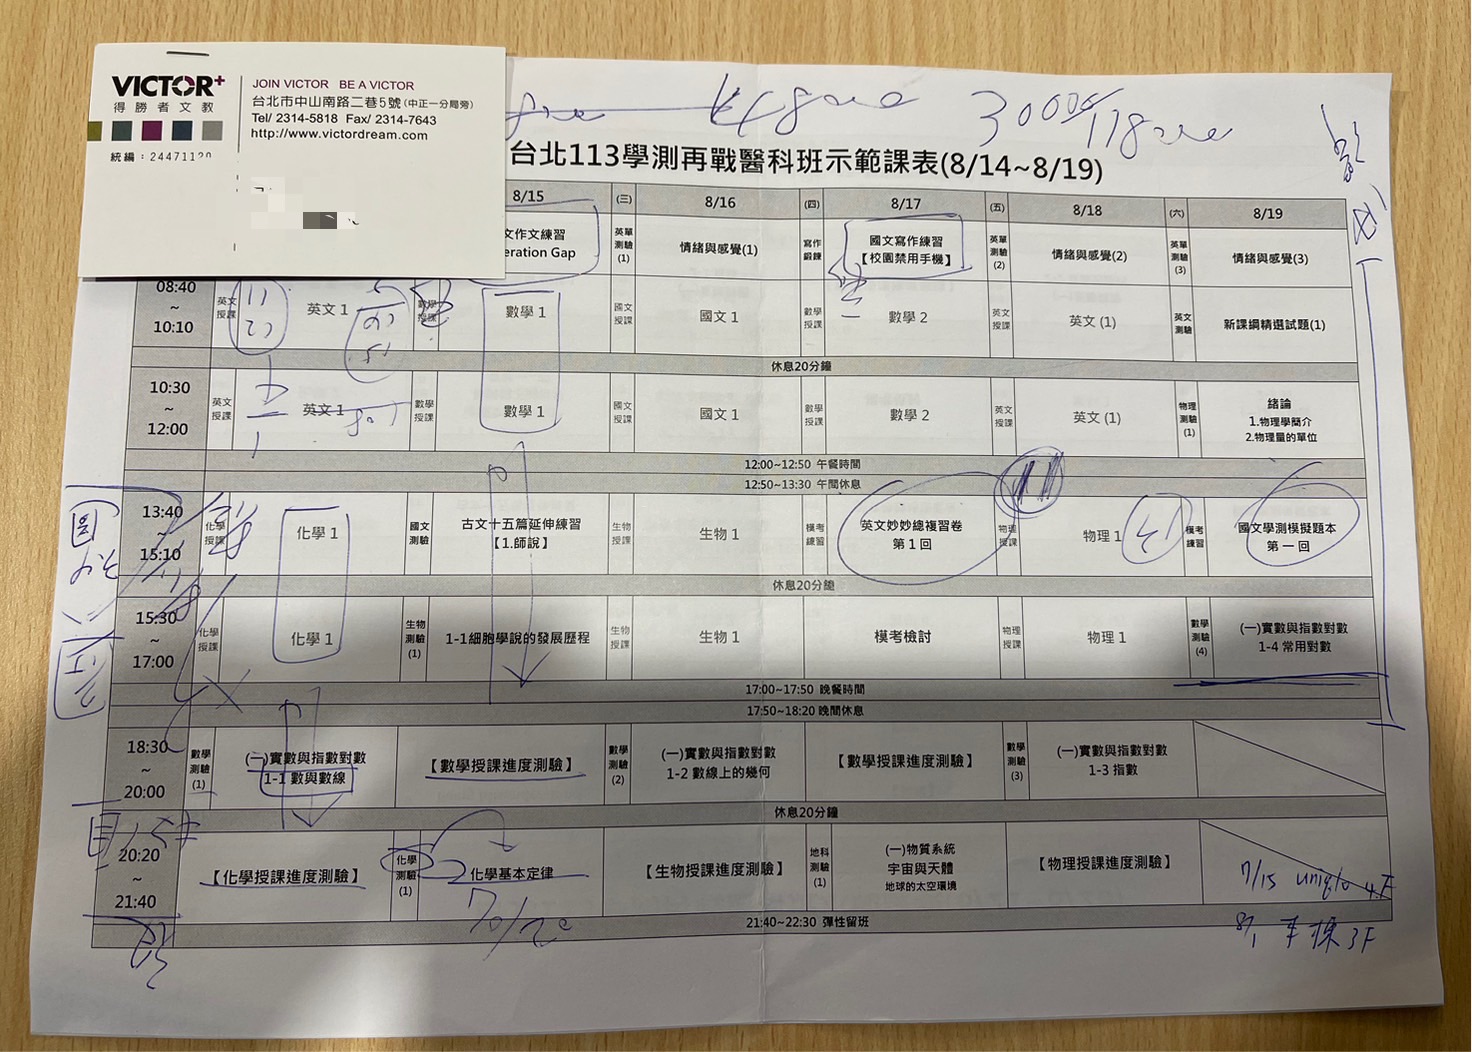 VICTOR+
得勝者文教
統編：2447112
JOIN VICTOR BE A VICTOR
台北市中山南路二巷5號(中正一分局旁)
Tel/ 2314-5818 Fax/ 2314-7643
http://www.victordream.com
台北113學測再戰醫科班示範課表(8/14~8/19)
8/15 (三) 8/16 (四) 8/17 (五) 8/18 (六) 8/19
文作文練習
eration Gap
英單測驗(1)
情緒與感覺(1)
寫作鍛鍊
國文寫作練習
【校園禁用手機】
英單測驗(2)
情緒與感覺(2)
英單測驗(3)
情緒與感覺(3)
08:40
~
10:10
英文授課 英文 1 數學授課 數學 1 國文授課 國文 1 數學授課 數學 2 英文授課 英文 (1) 英文測驗 新課綱精選試題(1)
休息20分鐘
10:30
~
12:00
英文授課 英文 1 數學授課 數學 1 國文授課 國文 1 數學授課 數學 2 英文授課 英文 (1) 物理測驗(1)
緒論
1.物理學簡介
2.物理量的單位
12:00~12:50 午餐時間
12:50~13:30 午間休息
13:40
~
15:10
化學授課 化學 1 國文測驗
古文十五篇延伸練習
【1.師說】
生物授課 生物 1 模考練習
英文妙妙總複習卷
第 1 回
物理授課 物理 1 模考練習
國文學測模擬題本
第 一 回
休息20分鐘
15:30
~
17:00
化學授課 化學 1 生物測驗(1) 1-1細胞學說的發展歷程 生物授課 生物 1 模考檢討 物理授課 物理 1 數學測驗(4)
(一)實數與指數對數
1-4 常用對數
17:00~17:50 晚餐時間
17:50~18:20 晚間休息
18:30
~
20:00
數學測驗(1)
(一)實數與指數對數
1-1 數與數線
【數學授課進度測驗】
數學測驗(2)
(一)實數與指數對數
1-2 數線上的幾何
【數學授課進度測驗】
數學測驗(3)
(一)實數與指數對數
1-3 指數
休息20分鐘
20:20
~
21:40
【化學授課進度測驗】
化學測驗(1)
化學基本定律
【生物授課進度測驗】
地科測驗(1)
(一)物質系統
宇宙與天體
地球的太空環境
【物理授課進度測驗】
21:40~22:30 彈性留班
70/20
7/15 uniqlo 4F
3F